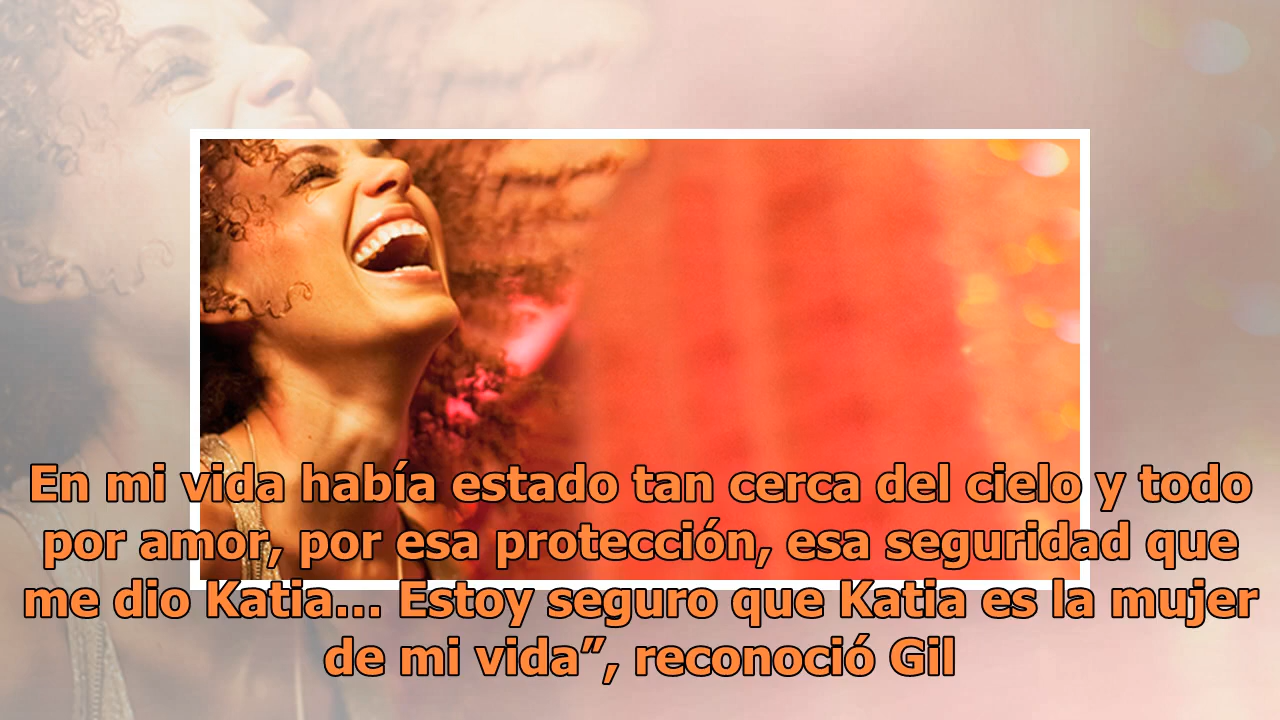 En mi vida había estado tan cerca del cielo y todo
por amor, por esa protección, esa seguridad que
me dio Katia... Estoy seguro que Katia es la mujer
de mi vida”, reconoció Gil